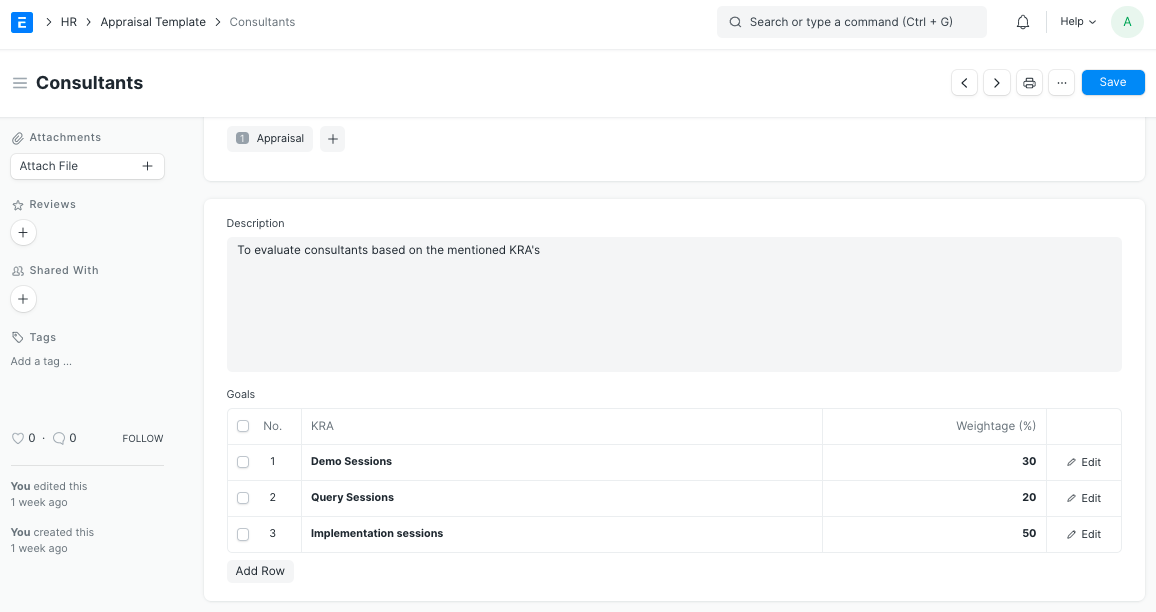 E HR Appraisal Template Consultants Search or type a command (Ctrl + G) Help A
Consultants ... Save
Attachments
Attach File
Reviews
Shared With
Tags
Add a tag ...
0 · 0 FOLLOW
You edited this
1 week ago
You created this
1 week ago
1 Appraisal
Description
To evaluate consultants based on the mentioned KRA's
Goals
No. KRA Weightage (%)
1 Demo Sessions 30 Edit
2 Query Sessions 20 Edit
3 Implementation sessions 50 Edit
Add Row